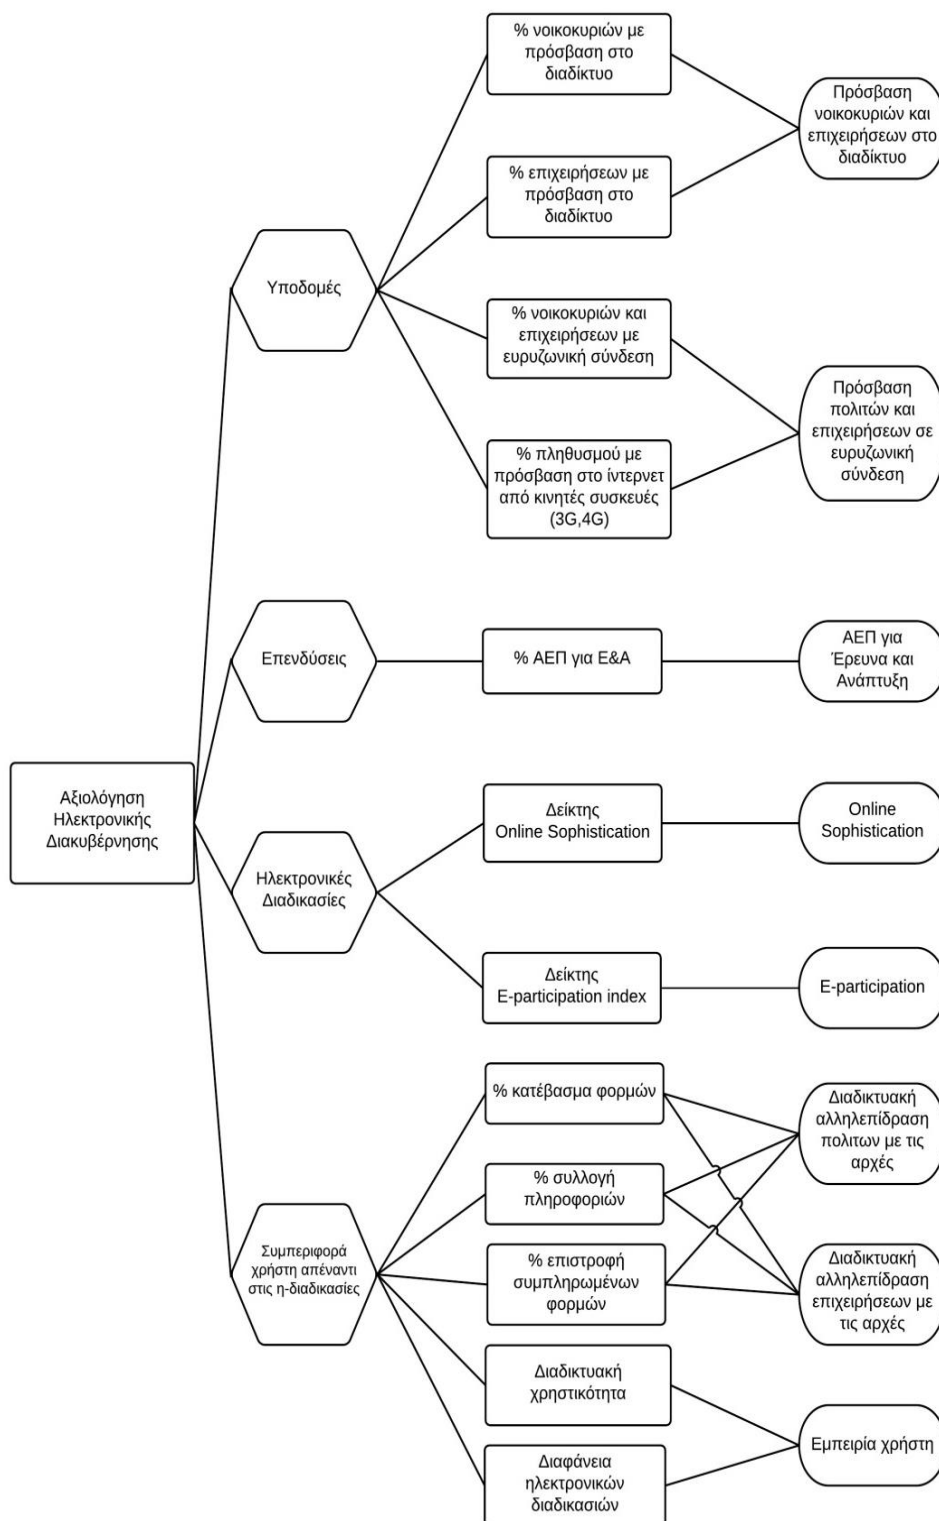 % νοικοκυριών με
πρόσβαση στο
διαδίκτυο
Πρόσβαση
νοικοκυριών και
επιχειρήσεων στο
διαδίκτυο
% επιχειρήσεων με
πρόσβαση στο
διαδίκτυο
Υποδομές
% νοικοκυριών και
επιχειρήσεων με
ευρυζωνική σύνδεση
Πρόσβαση
πολιτών και
επιχειρήσεων σε
ευρυζωνική
σύνδεση
% πληθυσμού με
πρόσβαση στο ίντερνετ
από κινητές συσκευές
(3G,4G)
Επενδύσεις
% ΑΕΠ για Ε&Α
ΑΕΠ για
Έρευνα και
Ανάπτυξη
Αξιολόγηση
Ηλεκτρονικής
Διακυβέρνησης
Δείκτης
Online Sophistication
Online
Sophistication
Ηλεκτρονικές
Διαδικασίες
Δείκτης
E-participation index
E-participation
% κατέβασμα φορμών
Διαδικτυακή
αλληλεπίδραση
πολιτων με τις
αρχές
% συλλογή
πληροφοριών
Συμπεριφορά
χρήστη απέναντι
στις η-διαδικασίες
% επιστροφή
συμπληρωμένων
φορμών
Διαδικτυακή
αλληλεπίδραση
επιχειρήσεων με
τις αρχές
Διαδικτυακή
χρηστικότητα
Εμπειρία χρήστη
Διαφάνεια
ηλεκτρονικών
διαδικασιών